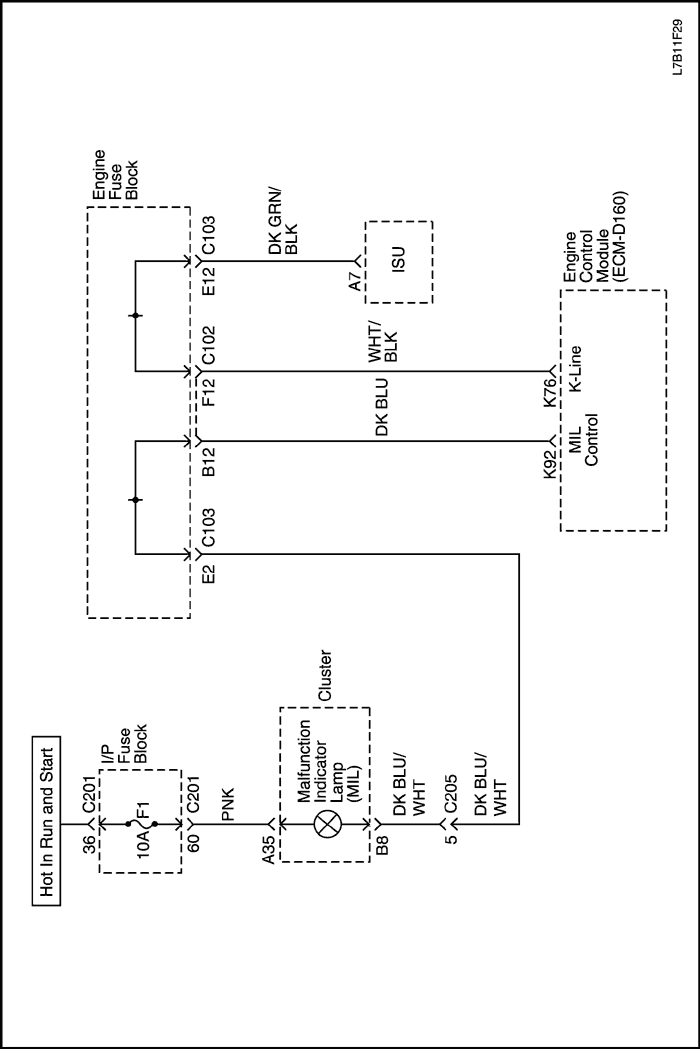 Hot In Run and Start
36
C201
I/P
Fuse
Block
10A
F1
60
C201
PNK
A35
Cluster
Malfunction
Indicator
Lamp
(MIL)
B8
DK BLU/
WHT
5
C205
DK BLU/
WHT
Engine
Fuse
Block
E2
C103
B12
F12
C102
E12
C103
DK BLU
WHT/
BLK
DK GRN/
BLK
A7
ISU
K92
K76
MIL
Control
K-Line
Engine
Control
Module
(ECM-D160)
L7B11F29